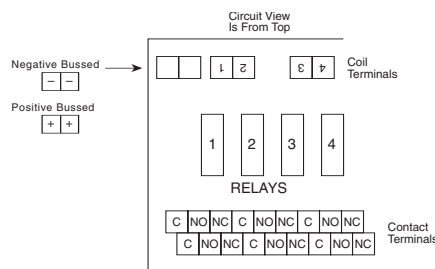 Circuit View
Is From Top
Negative Bussed
– –
Positive Bussed
+ +
1 2 3 4
Coil
Terminals
1 2 3 4
RELAYS
C NO NC C NO NC C NO NC
C NO NC C NO NC C NO NC
Contact
Terminals